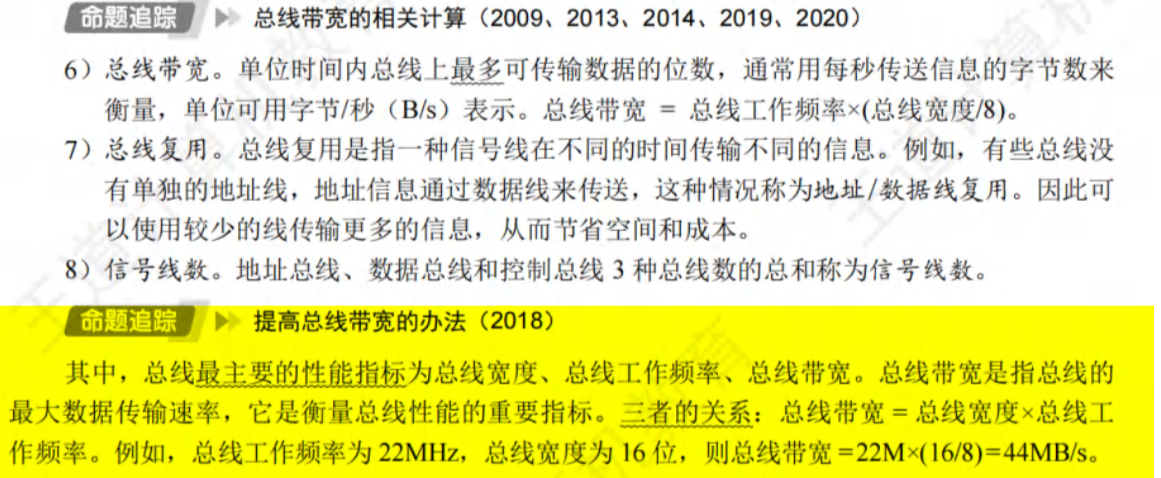 命题追踪 总线带宽的相关计算（2009、2013、2014、2019、2020）
6）总线带宽。单位时间内总线上最多可传输数据的位数，通常用每秒传送信息的字节数来
衡量，单位可用字节/秒（B/s）表示。总线带宽 = 总线工作频率×(总线宽度/8)。
7）总线复用。总线复用是指一种信号线在不同的时间传输不同的信息。例如，有些总线没
有单独的地址线，地址信息通过数据线来传送，这种情况称为地址/数据线复用。因此可
以使用较少的线传输更多的信息，从而节省空间和成本。
8）信号线数。地址总线、数据总线和控制总线 3 种总线数的总和称为信号线数。
命题追踪 提高总线带宽的办法（2018）
其中，总线最主要的性能指标为总线宽度、总线工作频率、总线带宽。总线带宽是指总线的
最大数据传输速率，它是衡量总线性能的重要指标。三者的关系：总线带宽 = 总线宽度×总线工
作频率。例如，总线工作频率为 22MHz，总线宽度为 16 位，则总线带宽 =22M×(16/8)=44MB/s。